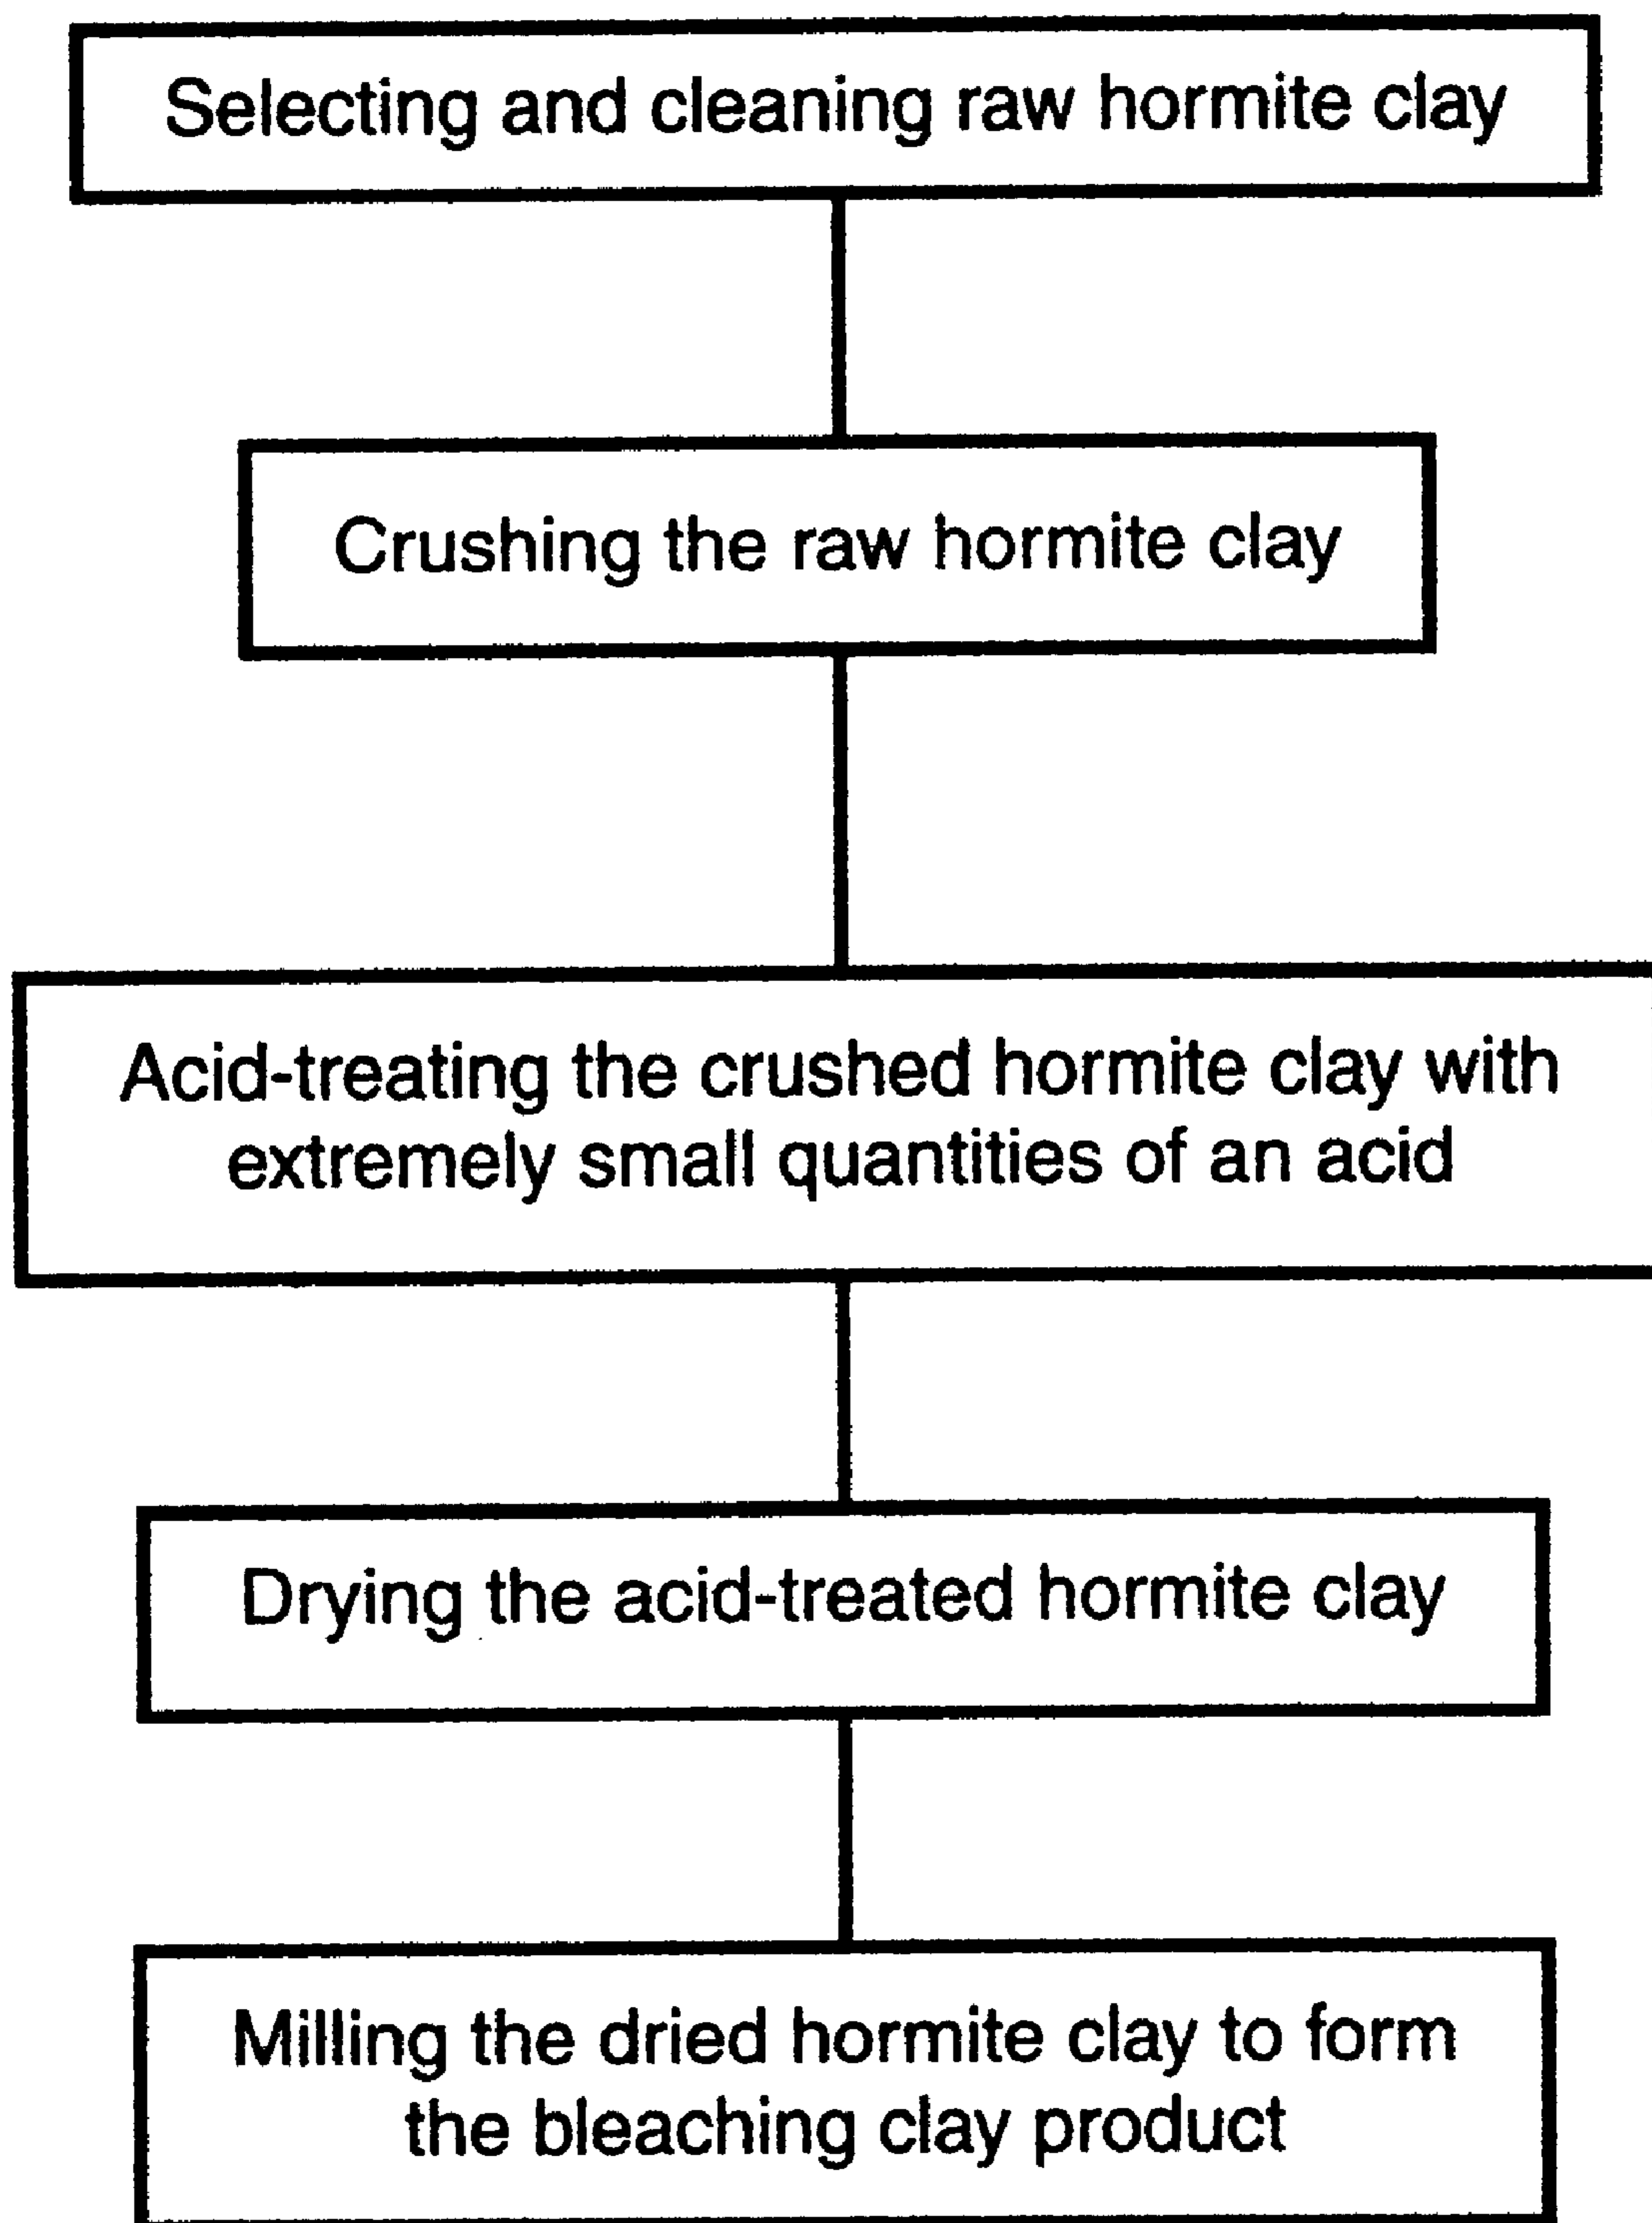 Selecting and cleaning raw hormite clay
Crushing the raw hormite clay
Acid-treating the crushed hormite clay with
extremely small quantities of an acid
Drying the acid-treated hormite clay
Milling the dried hormite clay to form
the bleaching clay product